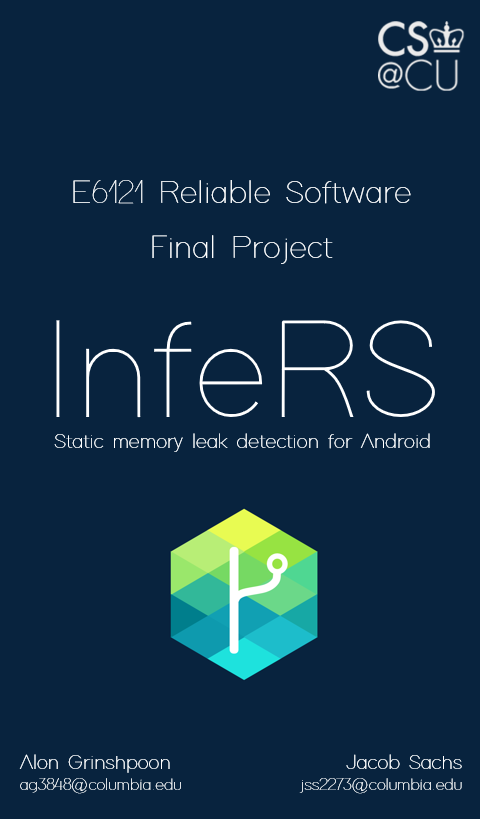 CS
@CU
E6121 Reliable Software
Final Project
InfeRS
Static memory leak detection for Android
Alon Grinshpoon
ag3848@columbia.edu
Jacob Sachs
jss2273@columbia.edu